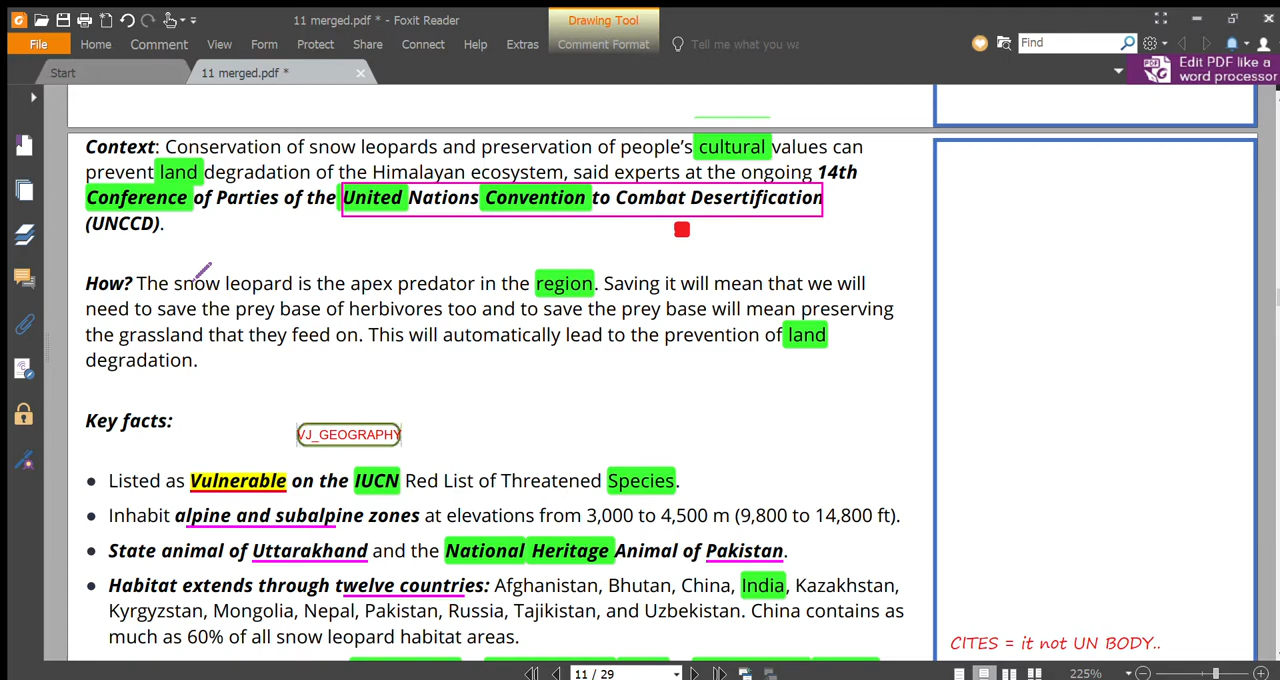 11 merged.pdf * - Foxit Reader
Drawing Tool
File Home Comment View Form Protect Share Connect Help Extras Comment Format Tell me what you wa Find
Start 11 merged.pdf * Edit PDF like a
word processor
Context: Conservation of snow leopards and preservation of people's cultural values can
prevent land degradation of the Himalayan ecosystem, said experts at the ongoing 14th
Conference of Parties of the United Nations Convention to Combat Desertification
(UNCCD).
How? The snow leopard is the apex predator in the region. Saving it will mean that we will
need to save the prey base of herbivores too and to save the prey base will mean preserving
the grassland that they feed on. This will automatically lead to the prevention of land
degradation.
Key facts:
VJ_GEOGRAPHY
● Listed as Vulnerable on the IUCN Red List of Threatened Species.
● Inhabit alpine and subalpine zones at elevations from 3,000 to 4,500 m (9,800 to 14,800 ft).
● State animal of Uttarakhand and the National Heritage Animal of Pakistan.
● Habitat extends through twelve countries: Afghanistan, Bhutan, China, India, Kazakhstan,
Kyrgyzstan, Mongolia, Nepal, Pakistan, Russia, Tajikistan, and Uzbekistan. China contains as
much as 60% of all snow leopard habitat areas.
CITES = it not UN BODY..
11 / 29 225%